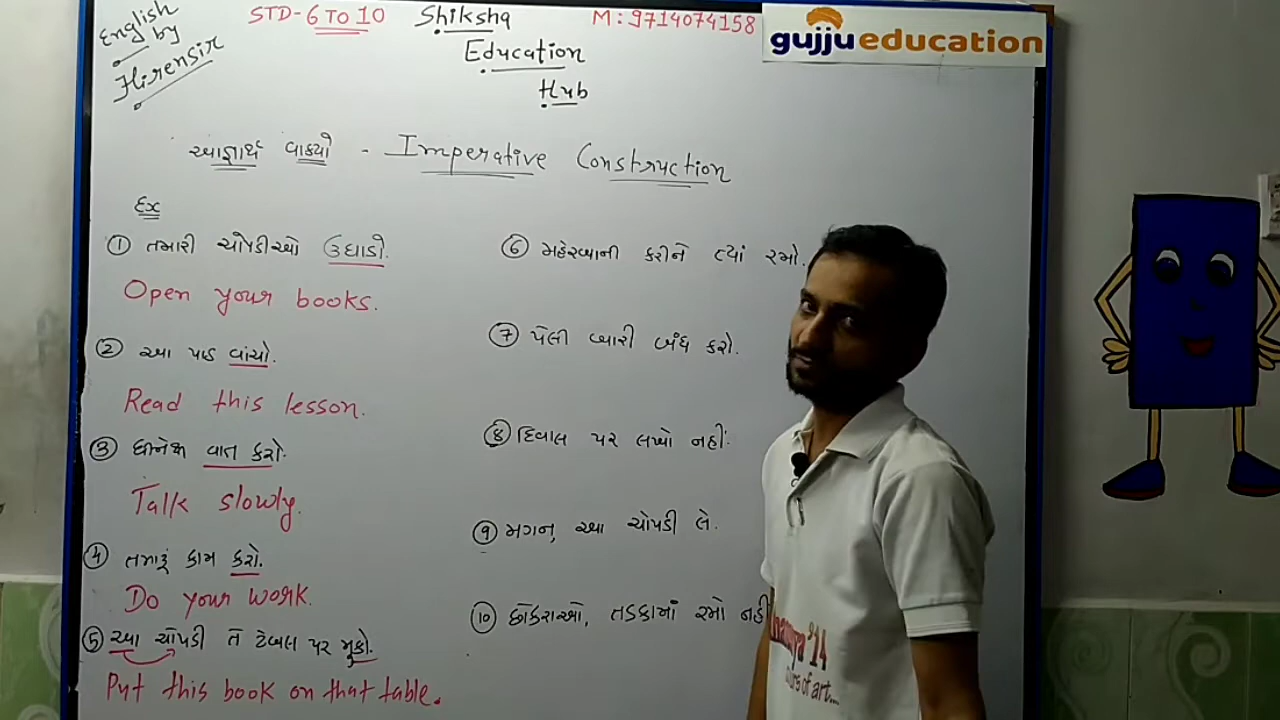 English by Hirensir
STD-6 TO 10
Shiksha
Education
Hub
M: 9714074158
gujjueducation
આજ્ઞાર્થ વાક્યો - Imperative Construction
Ex
① તમારી ચોપડીઓ ઉઘાડો.
Open your books.
② આ પાઠ વાંચો.
Read this lesson.
③ ધીમેથી વાત કરો.
Talk slowly.
④ તમારૂં કામ કરો.
Do your work.
⑤ આ ચોપડી તે ટેબલ પર મૂકો.
Put this book on that table.
⑥ મહેરબાની કરીને ત્યાં રમો.
⑦ પેલી બારી બંધ કરો.
⑧ દિવાલ પર લખો નહીં.
⑨ મગન, આ ચોપડી લે.
⑩ છોકરાઓ, તડકામાં રમો નહી
'14
of art...